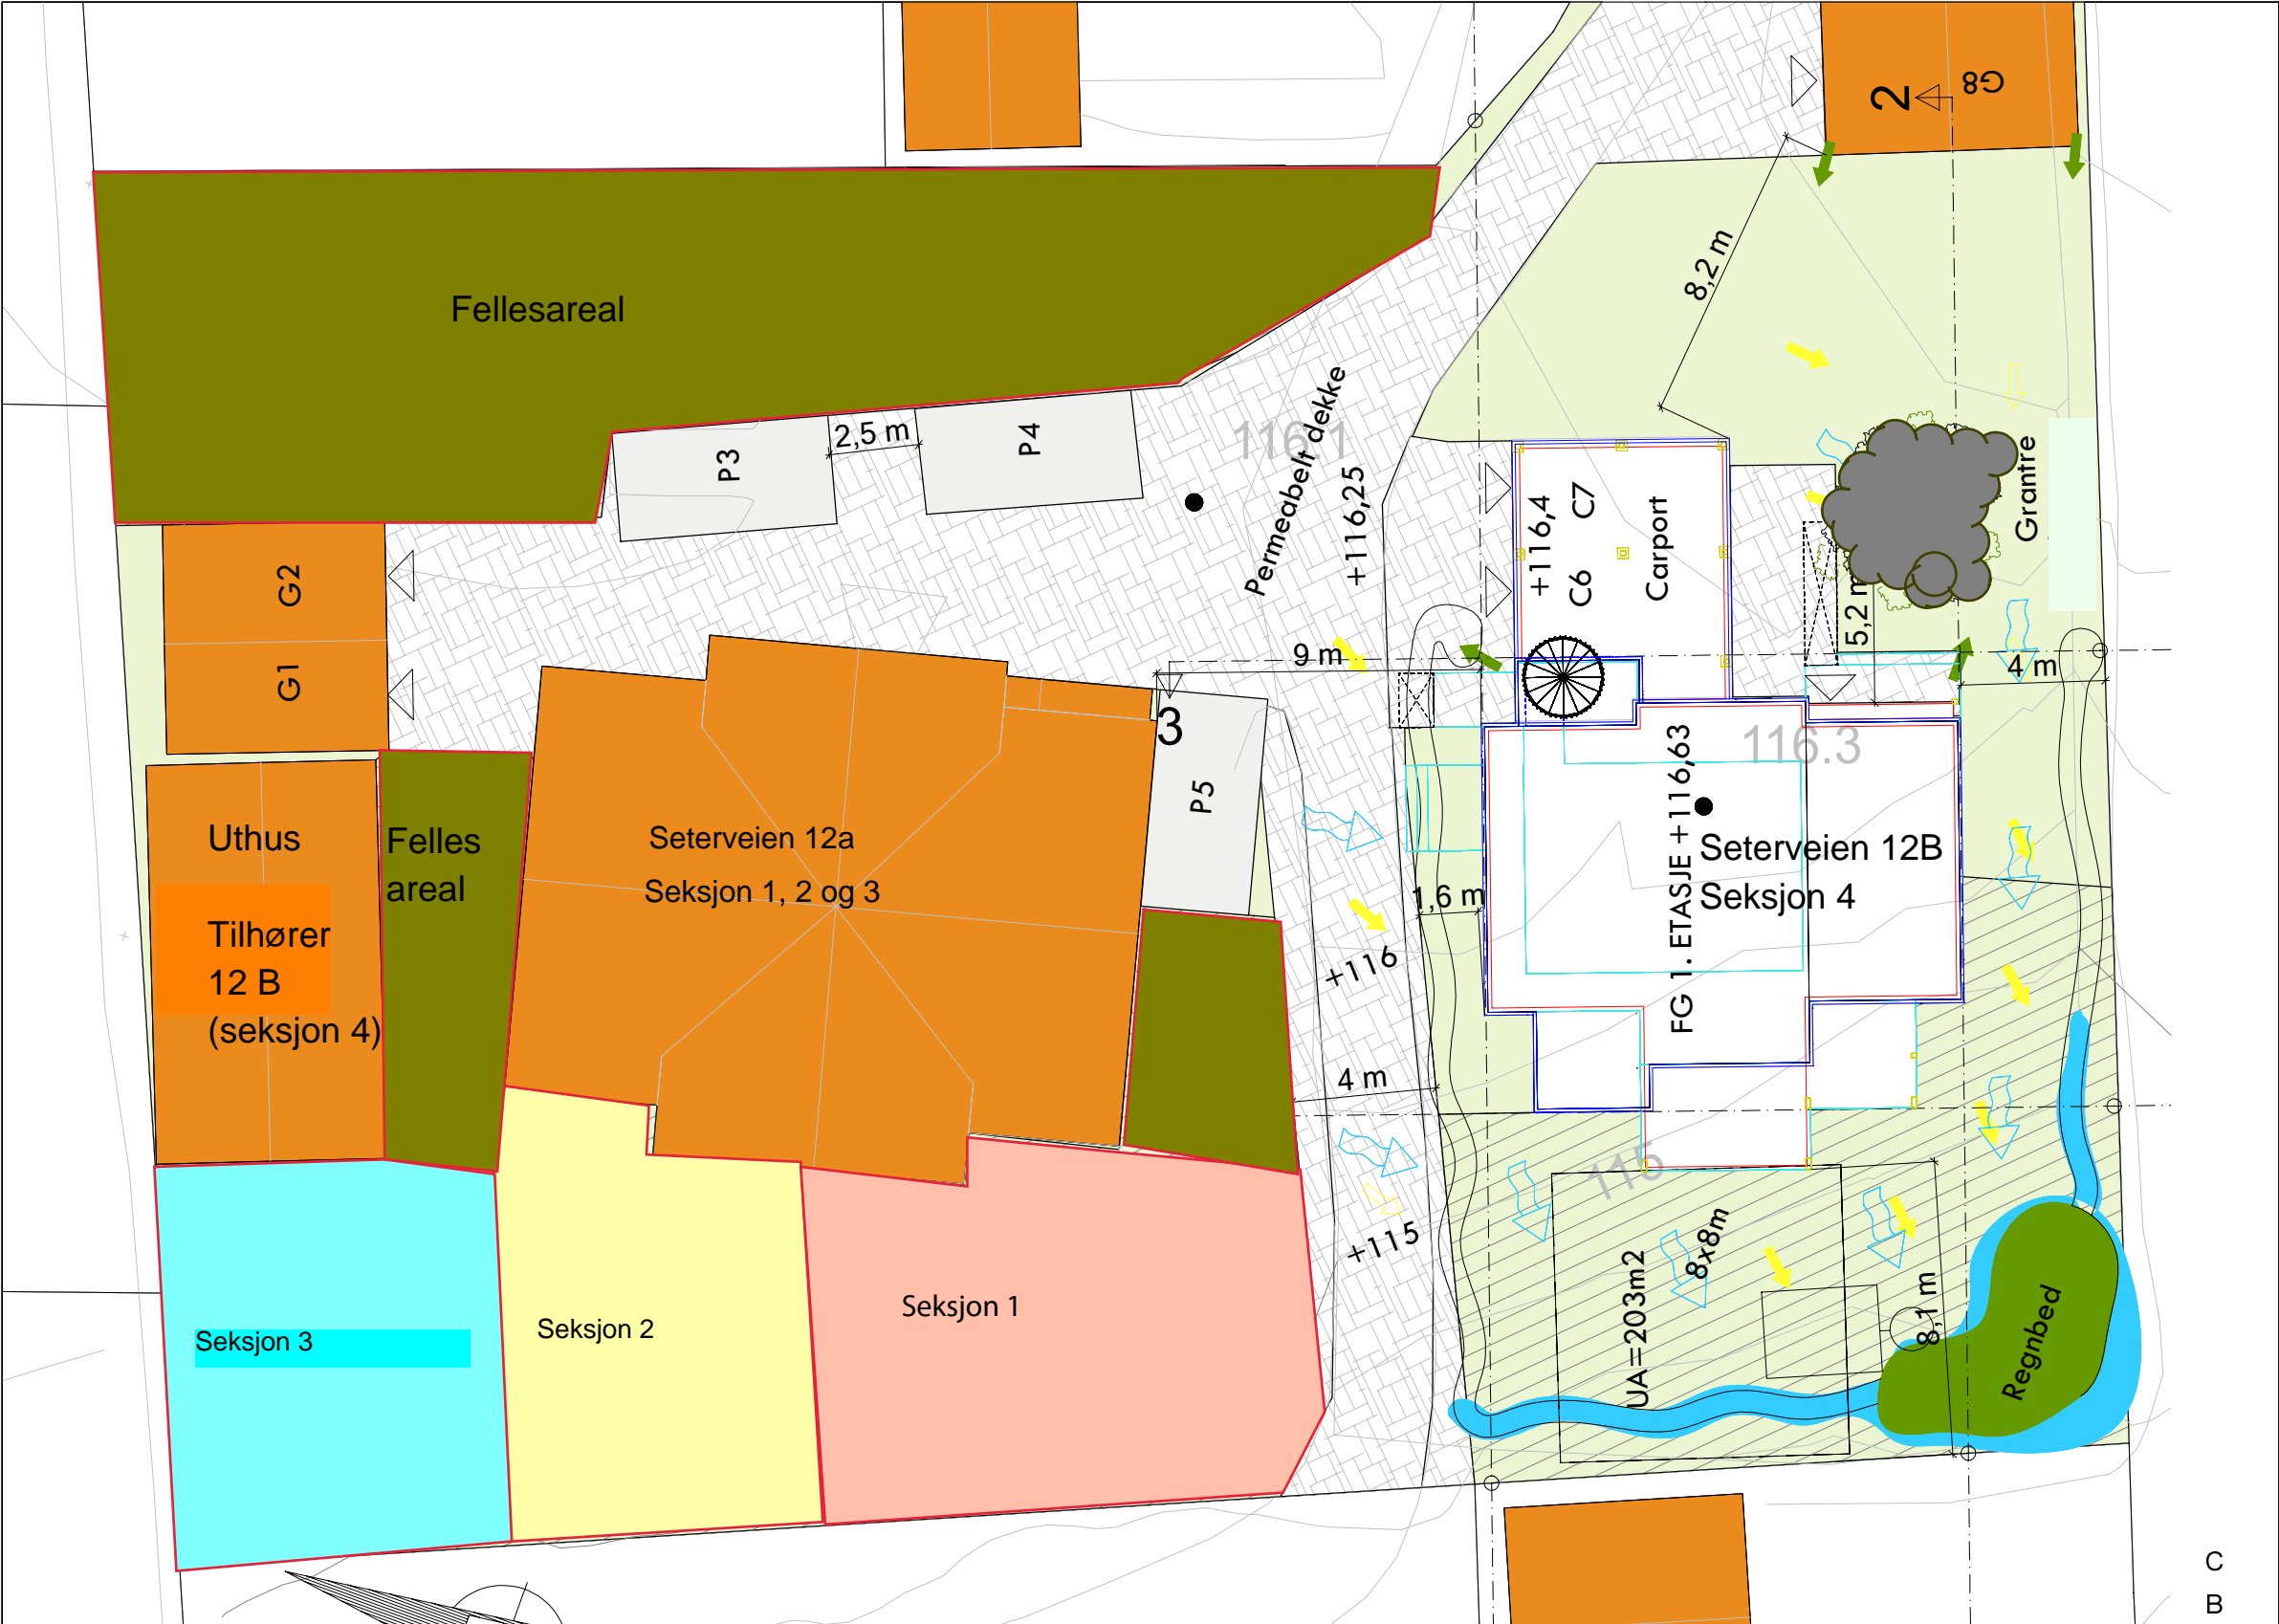 2
G8
8,2 m
Fellesareal
P3
2,5 m
P4
116.1
Permeabelt dekke
+116,25
+116,4
C6 C7
Carport
Grantre
5,2 m
G2
G1
9 m
4 m
3
P5
116.3
FG 1. ETASJE +116,63
Seterveien 12B
Seksjon 4
Uthus
Tilhører
12 B
(seksjon 4)
Felles
areal
Seterveien 12a
Seksjon 1, 2 og 3
1,6 m
+116
4 m
115
+115
UA=203m2
8x8m
8,1 m
Regnbed
Seksjon 3
Seksjon 2
Seksjon 1
C
B